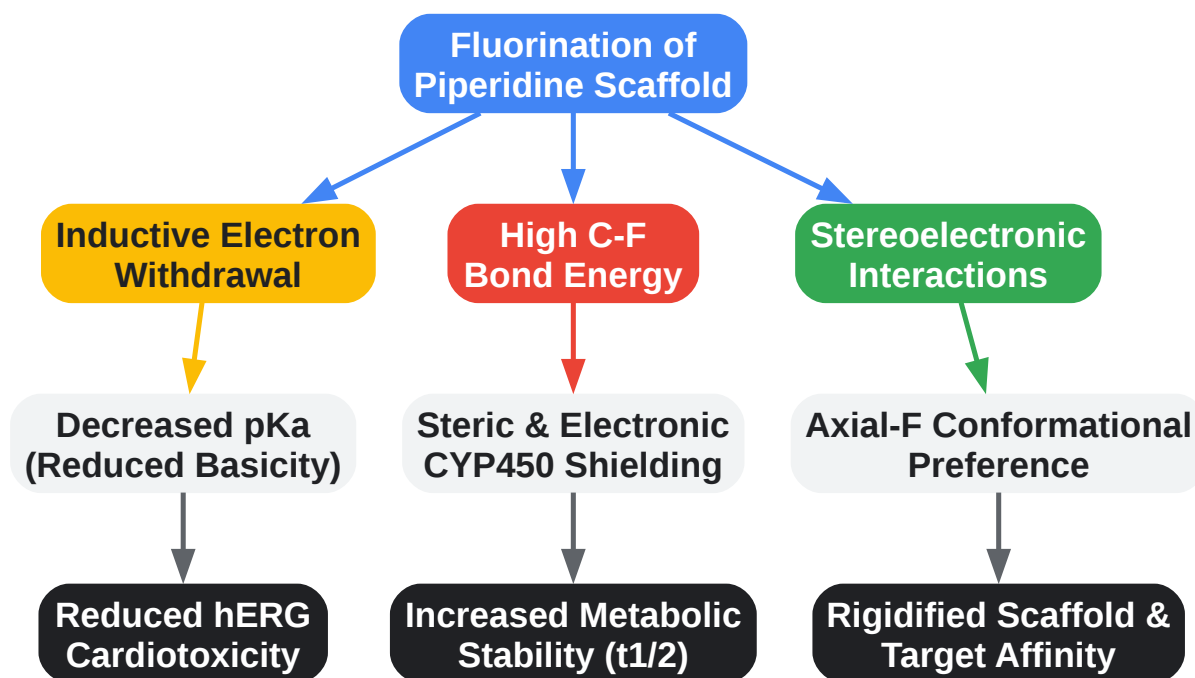 Fluorination of
Piperidine Scaffold
Inductive Electron
Withdrawal
High C-F
Bond Energy
Stereoelectronic
Interactions
Decreased pKa
(Reduced Basicity)
Steric & Electronic
CYP450 Shielding
Axial-F Conformational
Preference
Reduced hERG
Cardiotoxicity
Increased Metabolic
Stability (t1/2)
Rigidified Scaffold &
Target Affinity